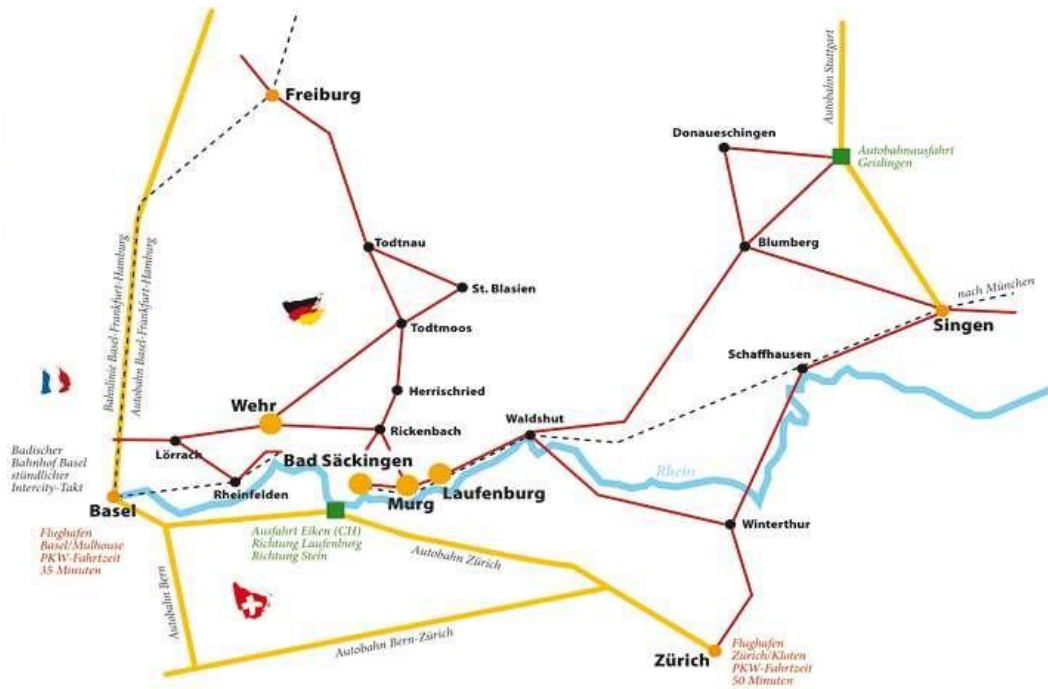 Freiburg
Autobahn Stuttgart
Donaueschingen
Autobahnausfahrt
Geislingen
Todtnau
Blumberg
St. Blasien
nach München
Bahnlinie Basel-Frankfurt-Hamburg
Autobahn Basel-Frankfurt-Hamburg
Todtmoos
Singen
Schaffhausen
Herrischried
Wehr
Waldshut
Rickenbach
Badischer
Bahnhof Basel
stündlicher
Intercity-Takt
Lörrach
Bad Säckingen
Rhein
Rheinfelden
Laufenburg
Murg
Basel
Winterthur
Flughafen
Basel/Mulhouse
PKW-Fahrtzeit
35 Minuten
Ausfahrt Eiken (CH)
Richtung Laufenburg
Richtung Stein
Autobahn Zürich
Autobahn Bern
Autobahn Bern-Zürich
Zürich
Flughafen
Zürich/Kloten
PKW-Fahrtzeit
50 Minuten